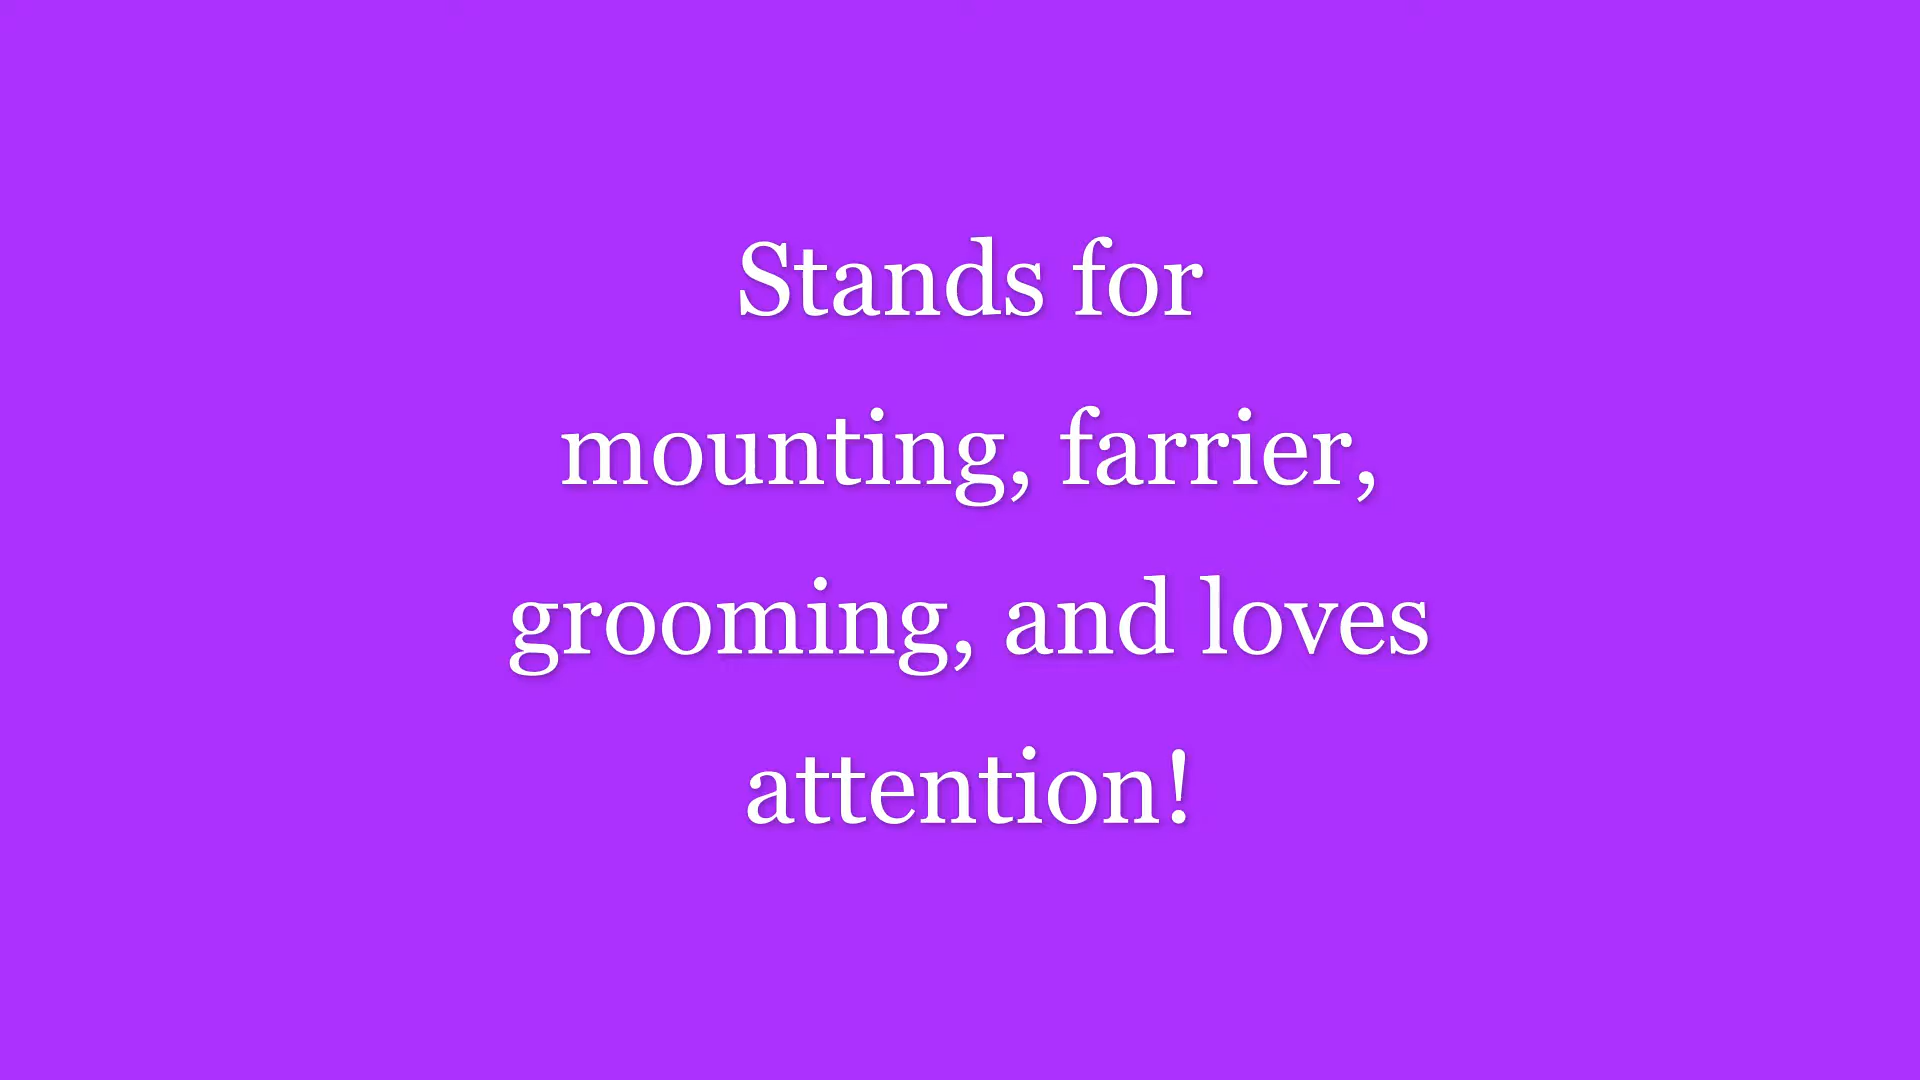 Stands for
mounting, farrier,
grooming, and loves
attention!